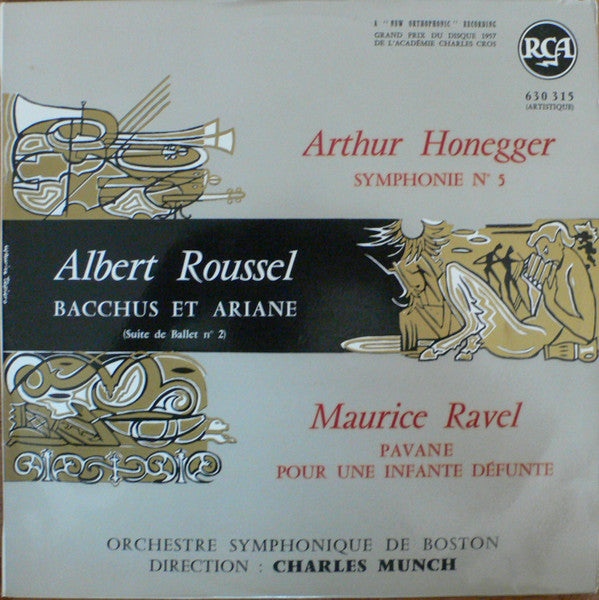 A "NEW ORTHOPHONIC" RECORDING
GRAND PRIX DU DISQUE 1957
DE L'ACADÉMIE CHARLES CROS
RCA
630 315
(ARTISTIQUE)
Arthur Honegger
SYMPHONIE N° 5
Albert Roussel
BACCHUS ET ARIANE
(Suite de Ballet n° 2)
Maurice Ravel
PAVANE
POUR UNE INFANTE DÉFUNTE
ORCHESTRE SYMPHONIQUE DE BOSTON
DIRECTION : CHARLES MUNCH